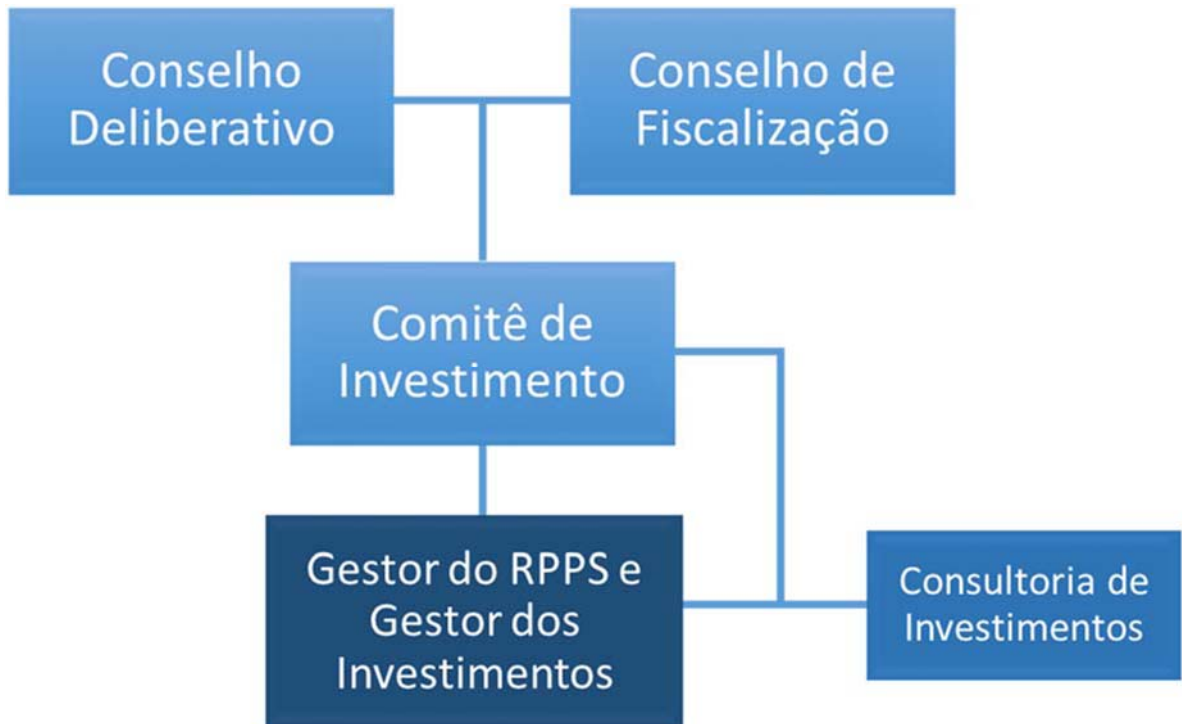 Conselho
Deliberativo
Conselho de
Fiscalização
Comitê de
Investimento
Gestor do RPPS e
Gestor dos
Investimentos
Consultoria de
Investimentos